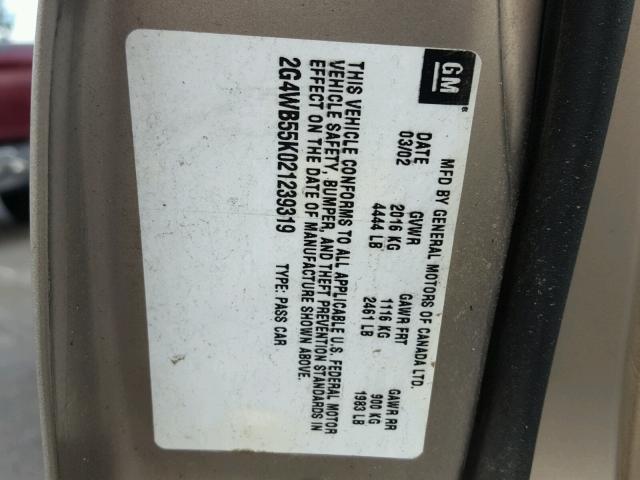 GM
MFD BY GENERAL MOTORS OF CANADA LTD.
DATE GVWR GAWR FRT GAWR RR
03/02 2016 KG 1116 KG 900 KG
4444 LB 2461 LB 1983 LB
THIS VEHICLE CONFORMS TO ALL APPLICABLE U.S. FEDERAL MOTOR
VEHICLE SAFETY, BUMPER, AND THEFT PREVENTION STANDARDS IN
EFFECT ON THE DATE OF MANUFACTURE SHOWN ABOVE.
2G4WB55K021239319 TYPE: PASS CAR